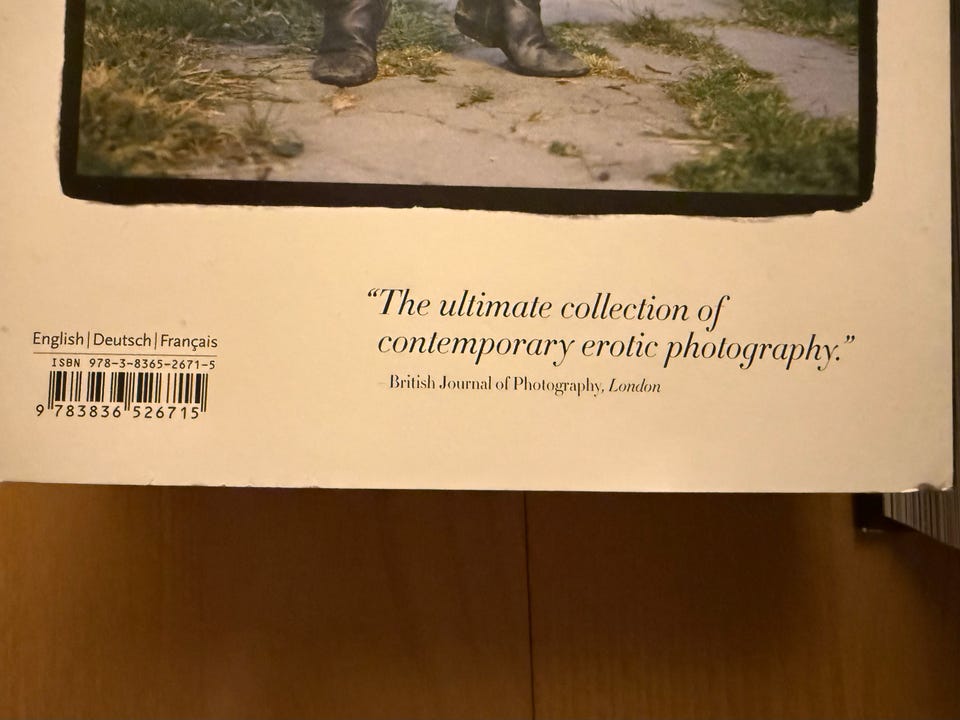 English|Deutsch|Français
ISBN 978-3-8365-2671-5
9 783836 526715
“The ultimate collection of
contemporary erotic photography.”
–British Journal of Photography, London